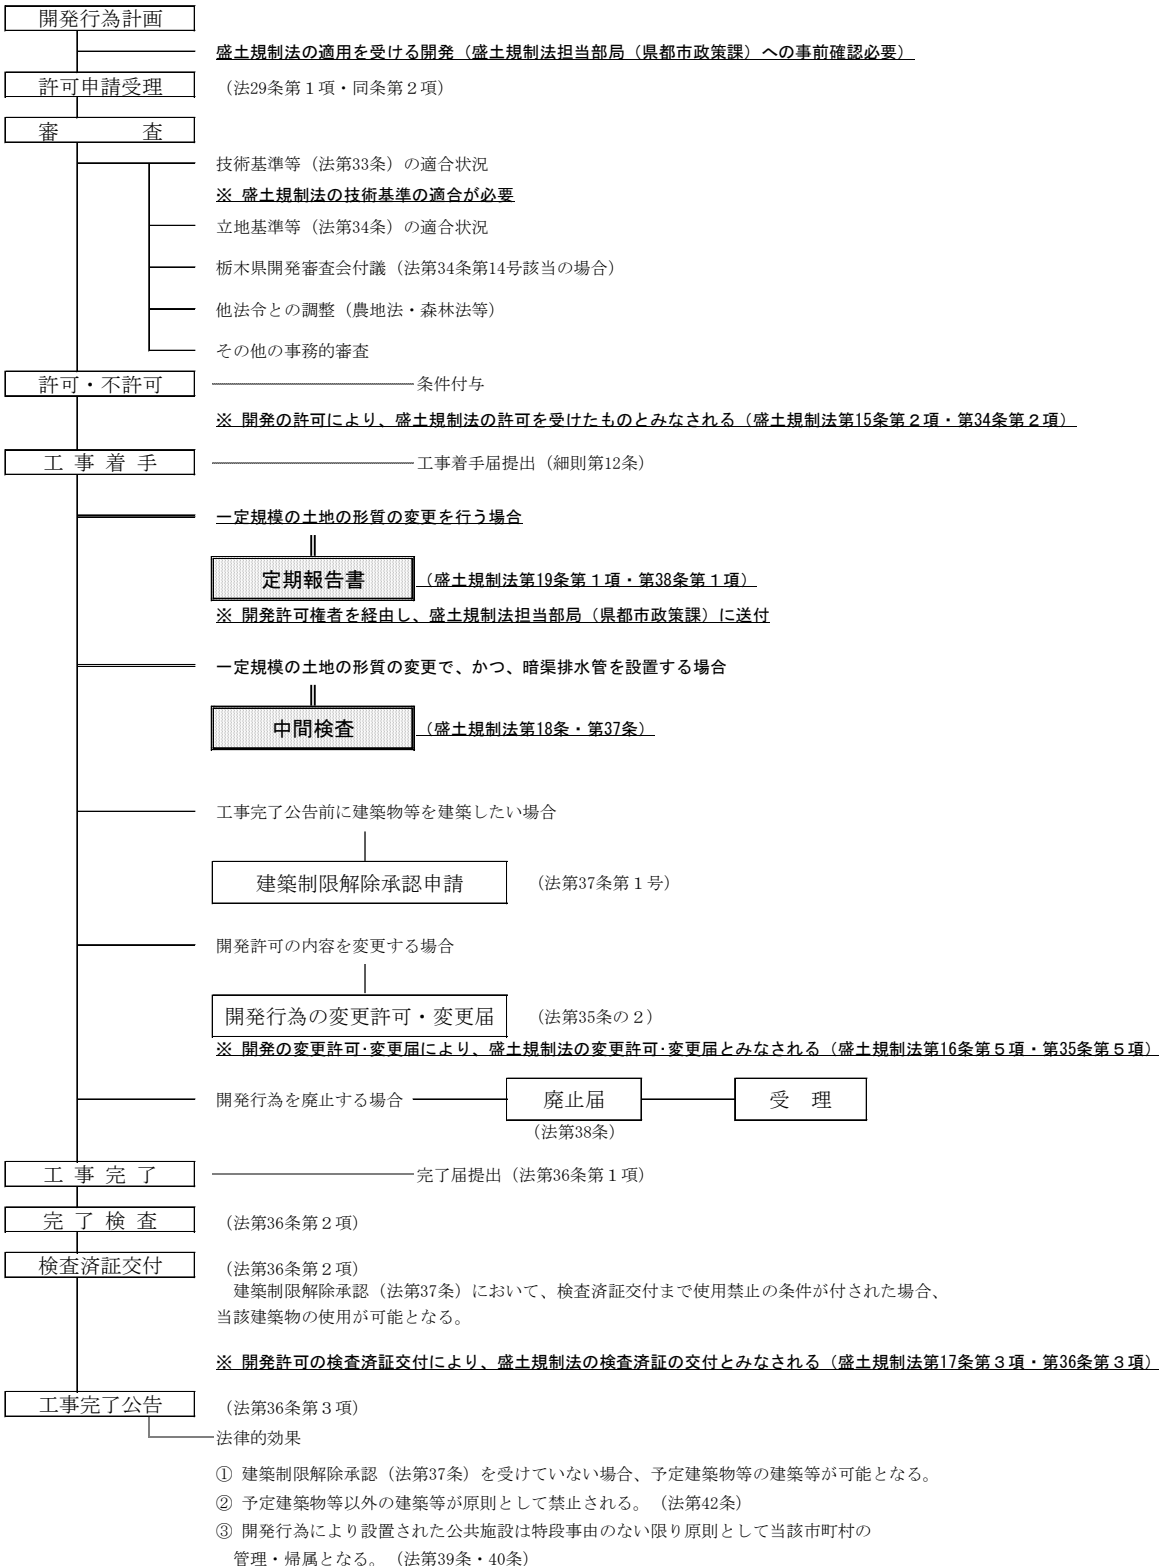 開発行為計画
盛土規制法の適用を受ける開発（盛土規制法担当部局（県都市政策課）への事前確認必要）
許可申請受理 （法29条第１項・同条第２項）
審　　　査
技術基準等（法第33条）の適合状況
※ 盛土規制法の技術基準の適合が必要
立地基準等（法第34条）の適合状況
栃木県開発審査会付議（法第34条第14号該当の場合）
他法令との調整（農地法・森林法等）
その他の事務的審査
許可・不許可 条件付与
※ 開発の許可により、盛土規制法の許可を受けたものとみなされる（盛土規制法第15条第２項・第34条第２項）
工 事 着 手 工事着手届提出（細則第12条）
一定規模の土地の形質の変更を行う場合
定期報告書 （盛土規制法第19条第１項・第38条第１項）
※ 開発許可権者を経由し、盛土規制法担当部局（県都市政策課）に送付
一定規模の土地の形質の変更で、かつ、暗渠排水管を設置する場合
中間検査 （盛土規制法第18条・第37条）
工事完了公告前に建築物等を建築したい場合
建築制限解除承認申請 （法第37条第１号）
開発許可の内容を変更する場合
開発行為の変更許可・変更届 （法第35条の２）
※ 開発の変更許可･変更届により、盛土規制法の変更許可･変更届とみなされる（盛土規制法第16条第５項・第35条第５項）
開発行為を廃止する場合 廃止届 受　理
（法第38条）
工 事 完 了 完了届提出（法第36条第１項）
完 了 検 査 （法第36条第２項）
検査済証交付 （法第36条第２項）
建築制限解除承認（法第37条）において、検査済証交付まで使用禁止の条件が付された場合、
当該建築物の使用が可能となる。
※ 開発許可の検査済証交付により、盛土規制法の検査済証の交付とみなされる（盛土規制法第17条第３項・第36条第３項）
工事完了公告 （法第36条第３項）
法律的効果
① 建築制限解除承認（法第37条）を受けていない場合、予定建築物等の建築等が可能となる。
② 予定建築物等以外の建築等が原則として禁止される。（法第42条）
③ 開発行為により設置された公共施設は特段事由のない限り原則として当該市町村の
管理・帰属となる。（法第39条・40条）